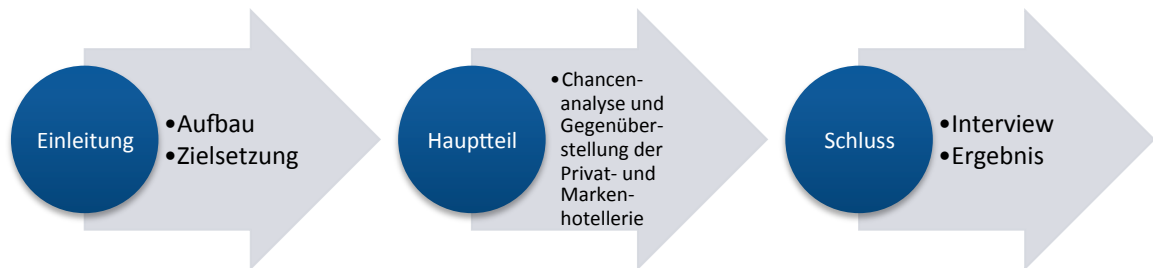 Einleitung
•Aufbau
•Zielsetzung
Hauptteil
•Chancen-
analyse und
Gegenüber-
stellung der
Privat- und
Marken-
hotellerie
Schluss
•Interview
•Ergebnis